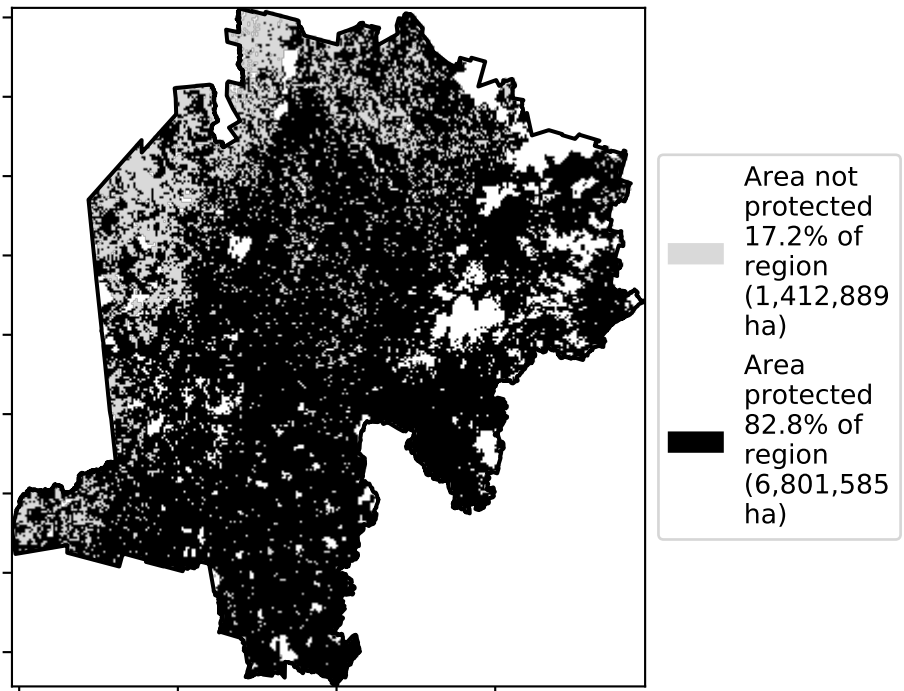 Area not
protected
17.2% of
region
(1,412,889
ha)
Area
protected
82.8% of
region
(6,801,585
ha)